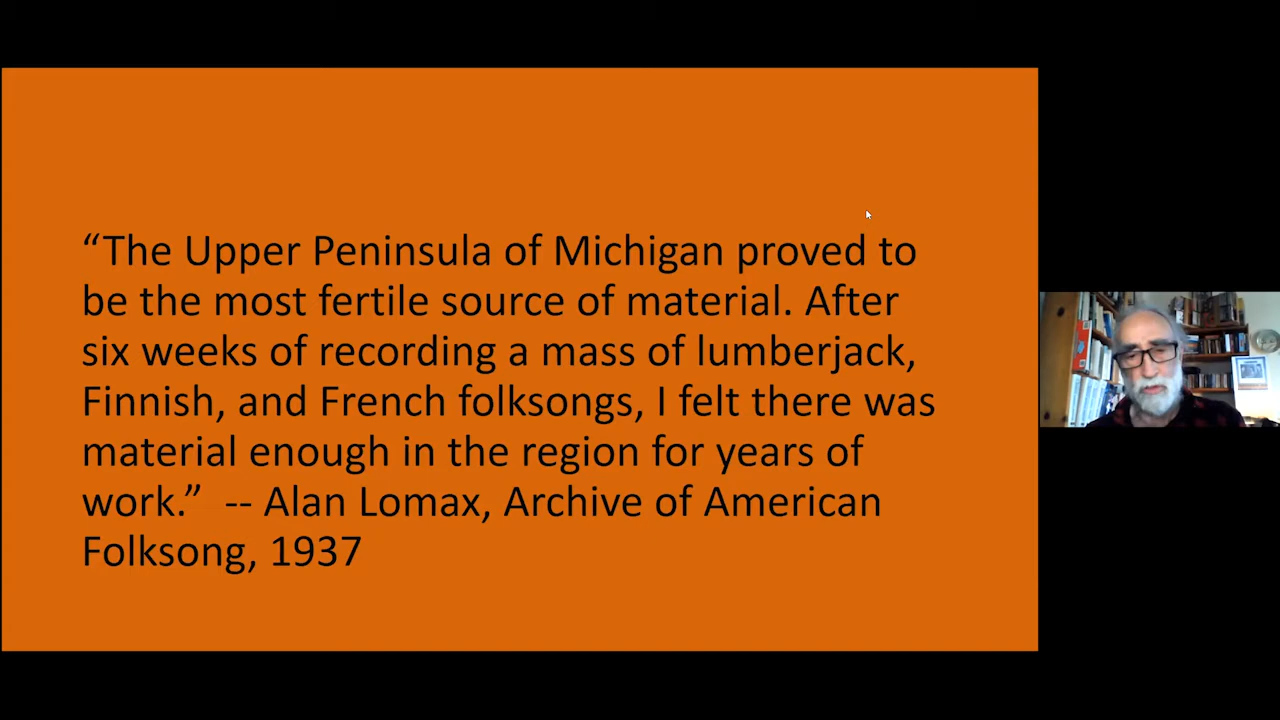 “The Upper Peninsula of Michigan proved to
be the most fertile source of material. After
six weeks of recording a mass of lumberjack,
Finnish, and French folksongs, I felt there was
material enough in the region for years of
work.”  -- Alan Lomax, Archive of American
Folksong, 1937